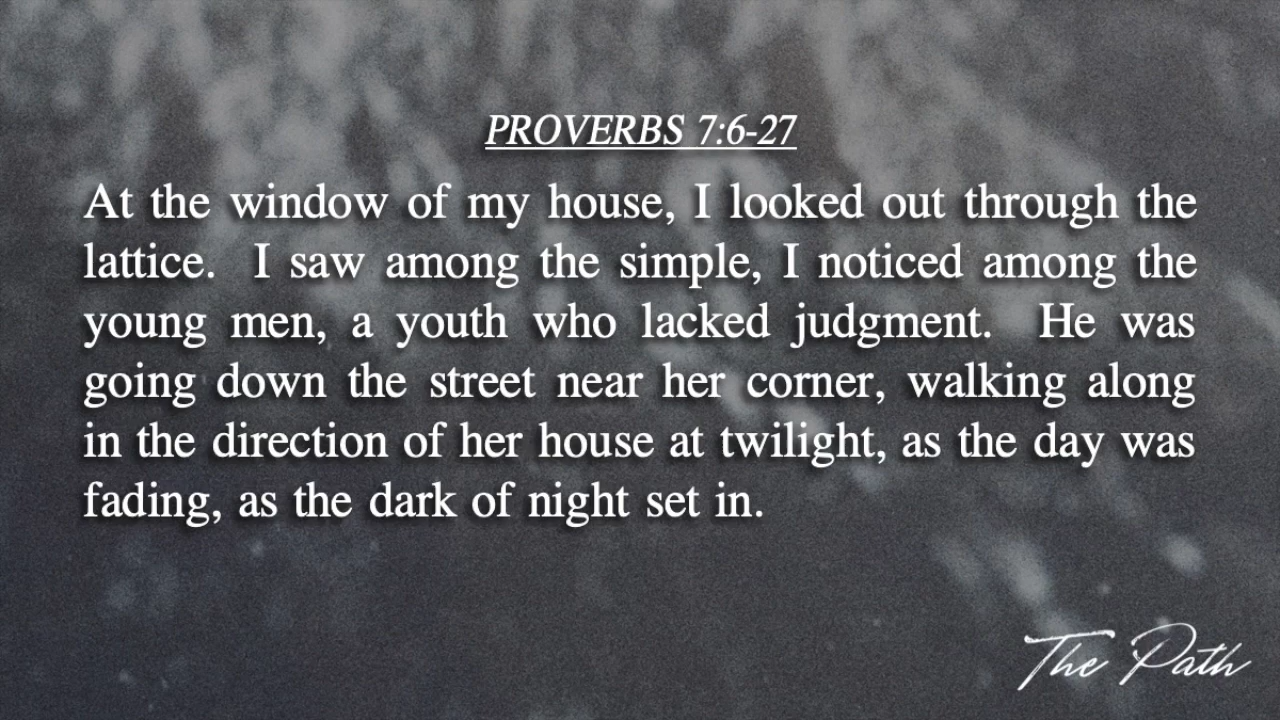 PROVERBS 7:6-27
At the window of my house, I looked out through the
lattice.  I saw among the simple, I noticed among the
young men, a youth who lacked judgment.  He was
going down the street near her corner, walking along
in the direction of her house at twilight, as the day was
fading, as the dark of night set in.
The Path